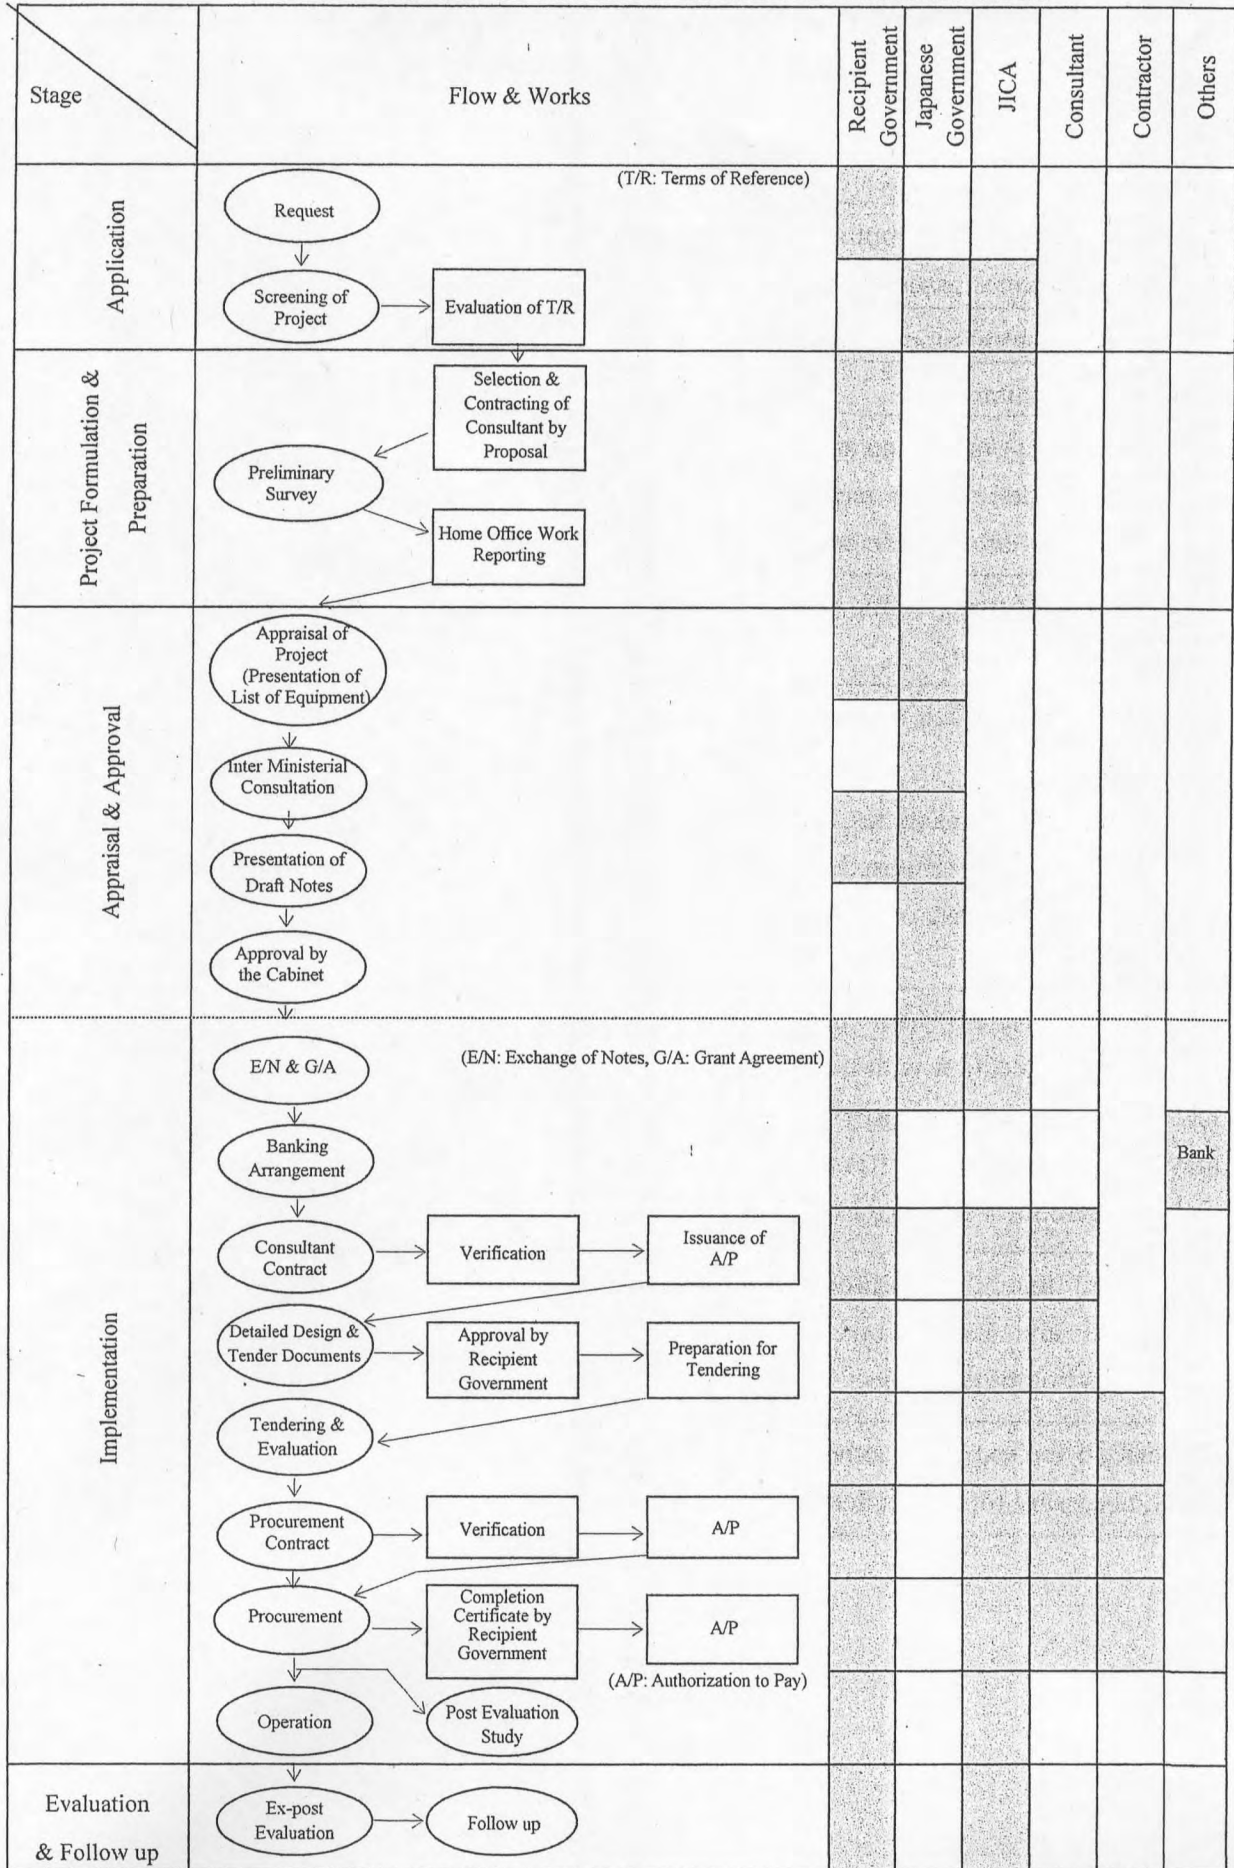 Stage
Flow & Works
Recipient
Government
Japanese
Government
JICA
Consultant
Contractor
Others
Application
(T/R: Terms of Reference)
Request
Screening of
Project
Evaluation of T/R
Project Formulation &
Preparation
Selection &
Contracting of
Consultant by
Proposal
Preliminary
Survey
Home Office Work
Reporting
Appraisal & Approval
Appraisal of
Project
(Presentation of
List of Equipment)
Inter Ministerial
Consultation
Presentation of
Draft Notes
Approval by
the Cabinet
Implementation
E/N & G/A
(E/N: Exchange of Notes, G/A: Grant Agreement)
Banking
Arrangement
Bank
Consultant
Contract
Verification
Issuance of
A/P
Detailed Design &
Tender Documents
Approval by
Recipient
Government
Preparation for
Tendering
Tendering &
Evaluation
Procurement
Contract
Verification
A/P
Procurement
Completion
Certificate by
Recipient
Government
A/P
(A/P: Authorization to Pay)
Operation
Post Evaluation
Study
Evaluation
& Follow up
Ex-post
Evaluation
Follow up